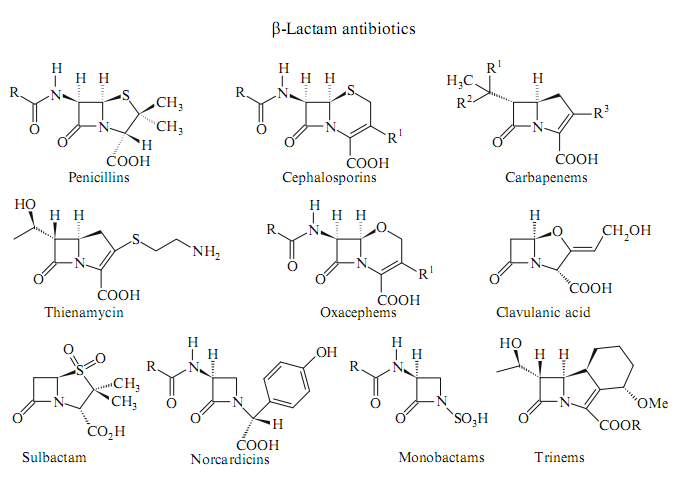 β-Lactam antibiotics
H
H H
R
N
S
CH3
CH3
O
O
N
H
COOH
Penicillins
H
H H
R
N
S
O
O
N
R1
COOH
Cephalosporins
R1
H3C
R2
H
O
N
R3
COOH
Carbapenems
HO
H H
S
NH2
O
N
COOH
Thienamycin
H
H H
R
N
O
O
O
N
R1
COOH
Oxacephems
H
O
CH2OH
O
N
COOH
Clavulanic acid
O
O
S
CH3
CH3
O
N
CO2H
Sulbactam
H
H
R
N
OH
O
O
N
H
COOH
Norcardicins
H
H
R
N
O
O
N
SO3H
Monobactams
HO
H H
O
N
OMe
COOR
Trinems